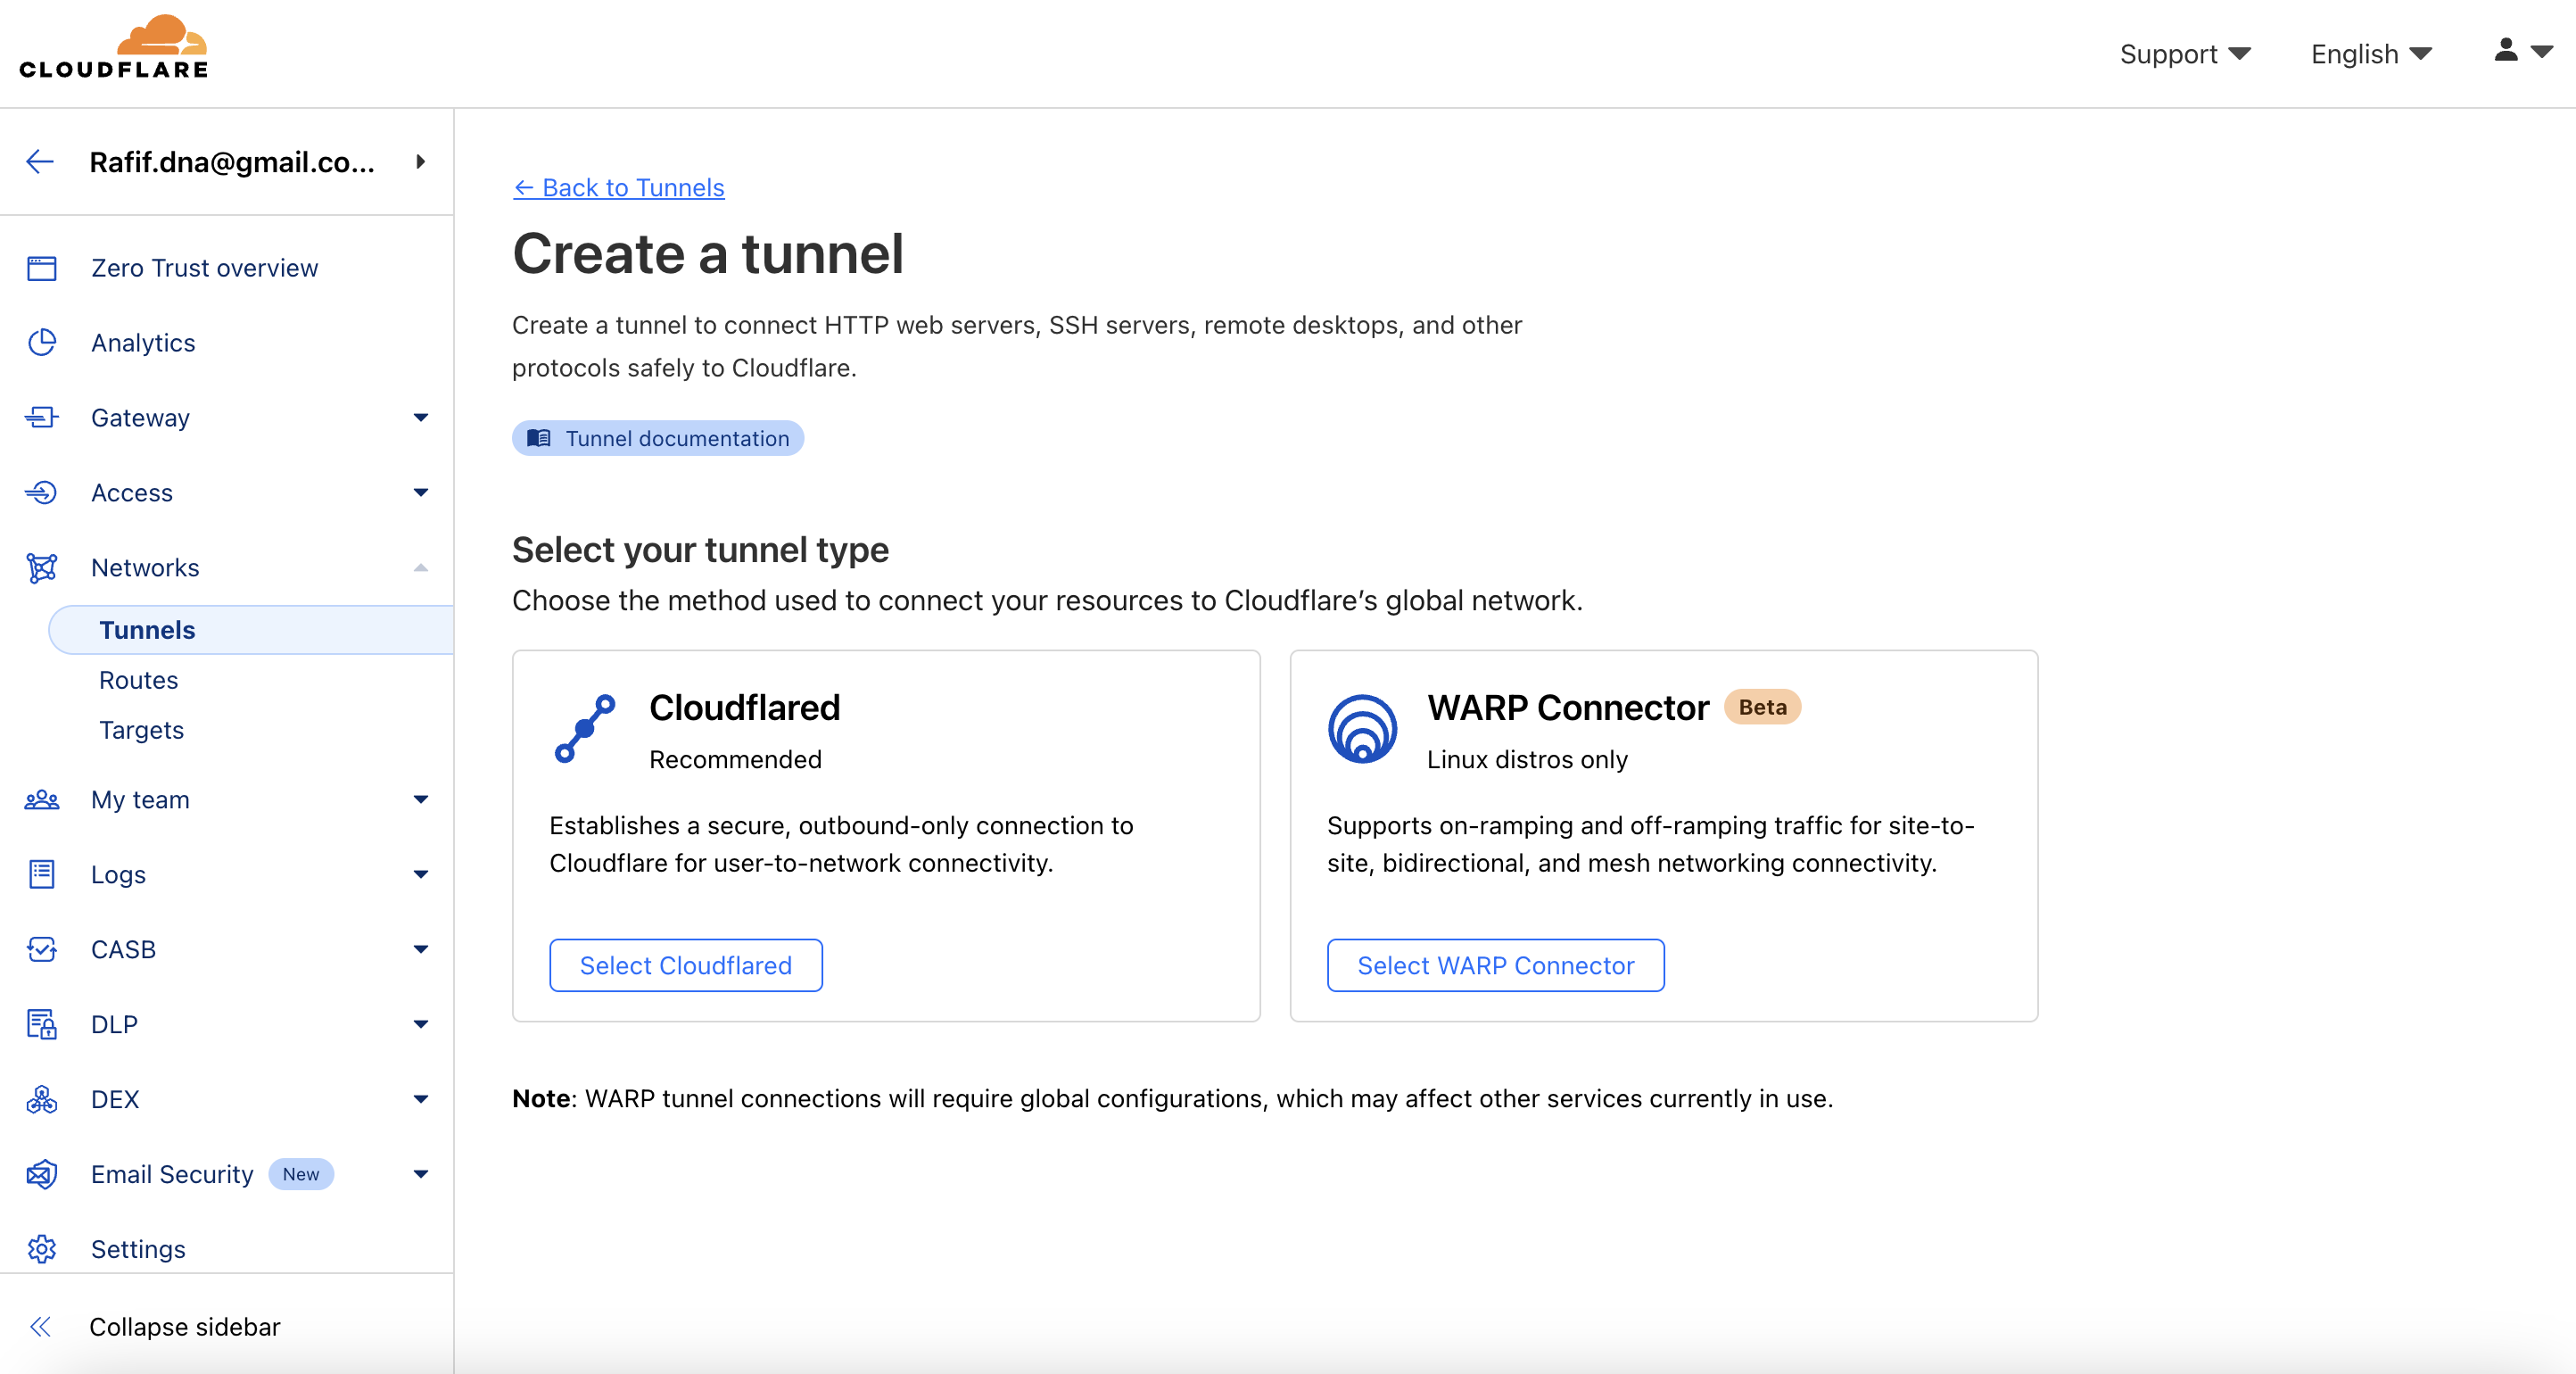 CLOUDFLARE
Support
English
Rafif.dna@gmail.co...
Zero Trust overview
Analytics
Gateway
Access
Networks
Tunnels
Routes
Targets
My team
Logs
CASB
DLP
DEX
Email Security New
Settings
Collapse sidebar
← Back to Tunnels
Create a tunnel
Create a tunnel to connect HTTP web servers, SSH servers, remote desktops, and other
protocols safely to Cloudflare.
Tunnel documentation
Select your tunnel type
Choose the method used to connect your resources to Cloudflare’s global network.
Cloudflared
Recommended
Establishes a secure, outbound-only connection to
Cloudflare for user-to-network connectivity.
Select Cloudflared
WARP Connector Beta
Linux distros only
Supports on-ramping and off-ramping traffic for site-to-
site, bidirectional, and mesh networking connectivity.
Select WARP Connector
Note: WARP tunnel connections will require global configurations, which may affect other services currently in use.